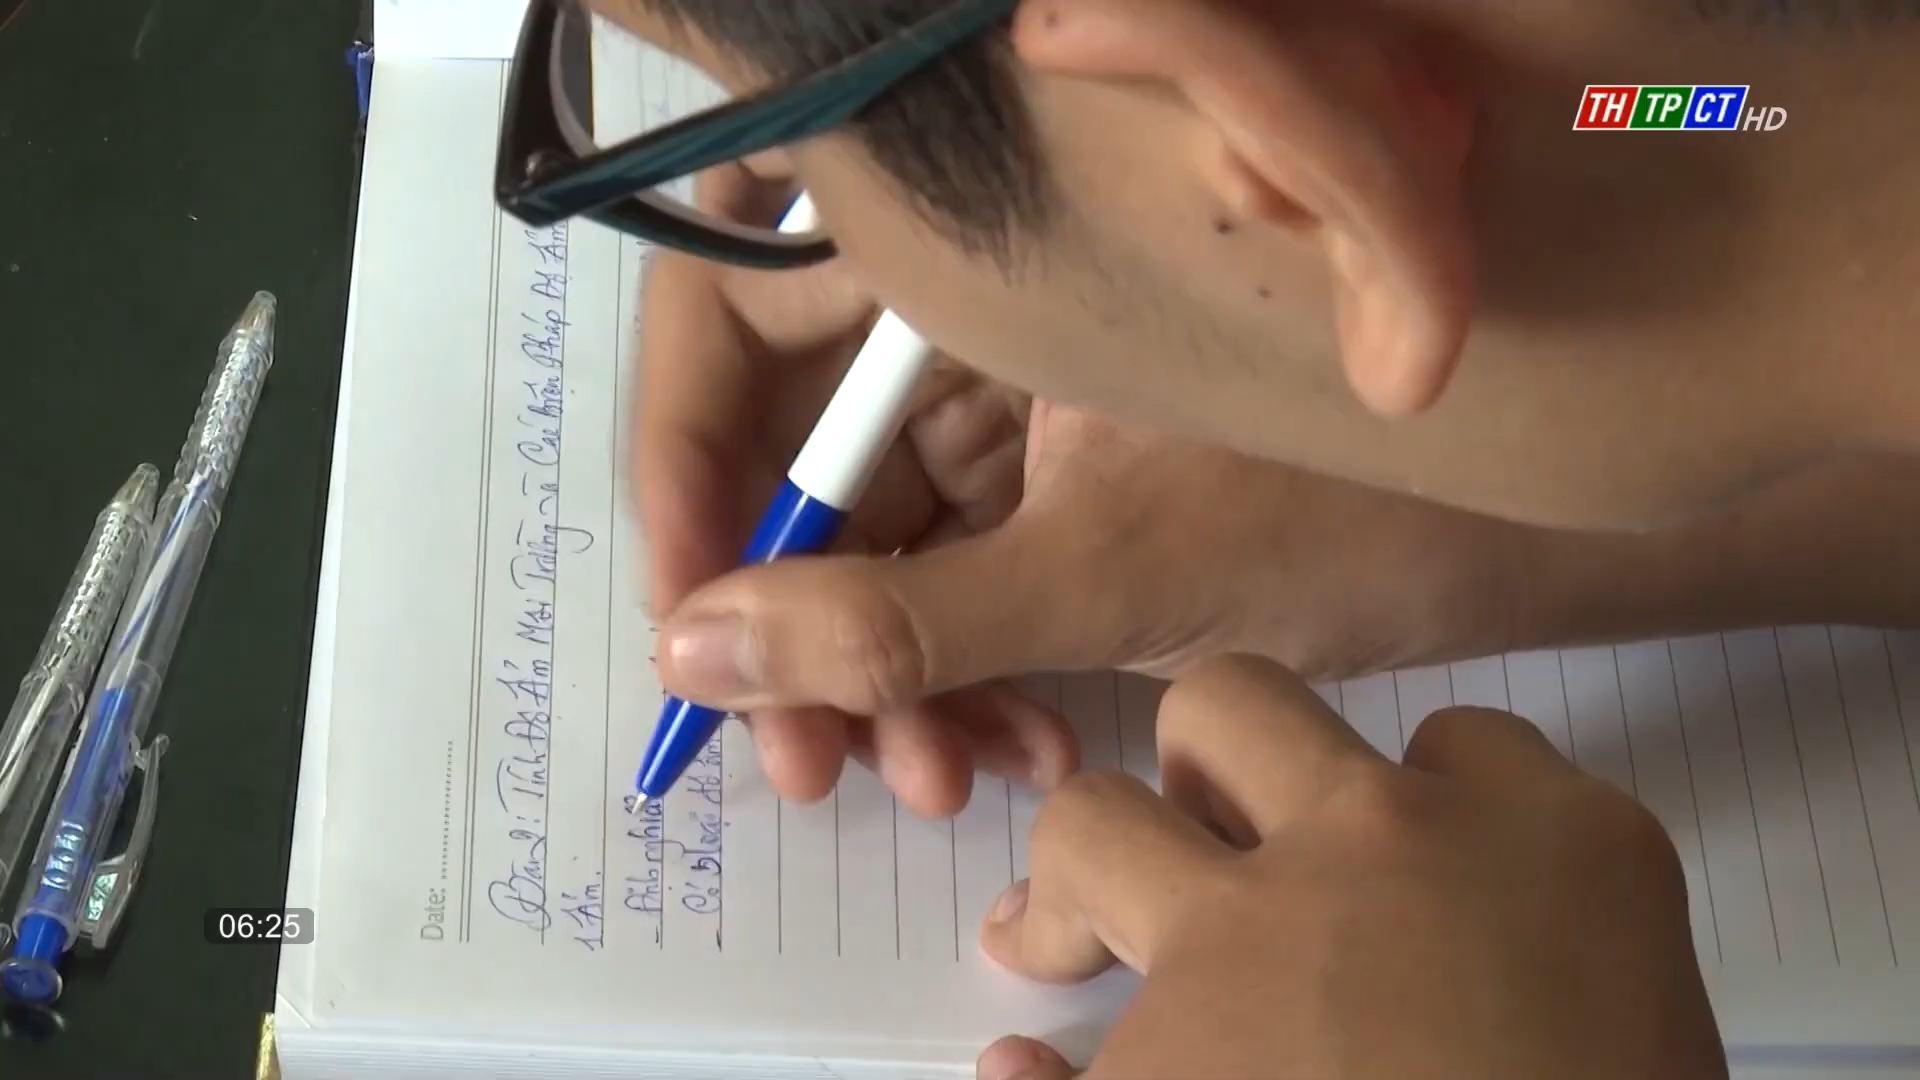 THTPCT HD
Date:
Bài 2: Tính Độ Ẩm Môi Trường và Các Biện Pháp Độ Ẩm
1 Ẩm.
- Định nghĩa
- Có 3 loại độ ẩm
06:25